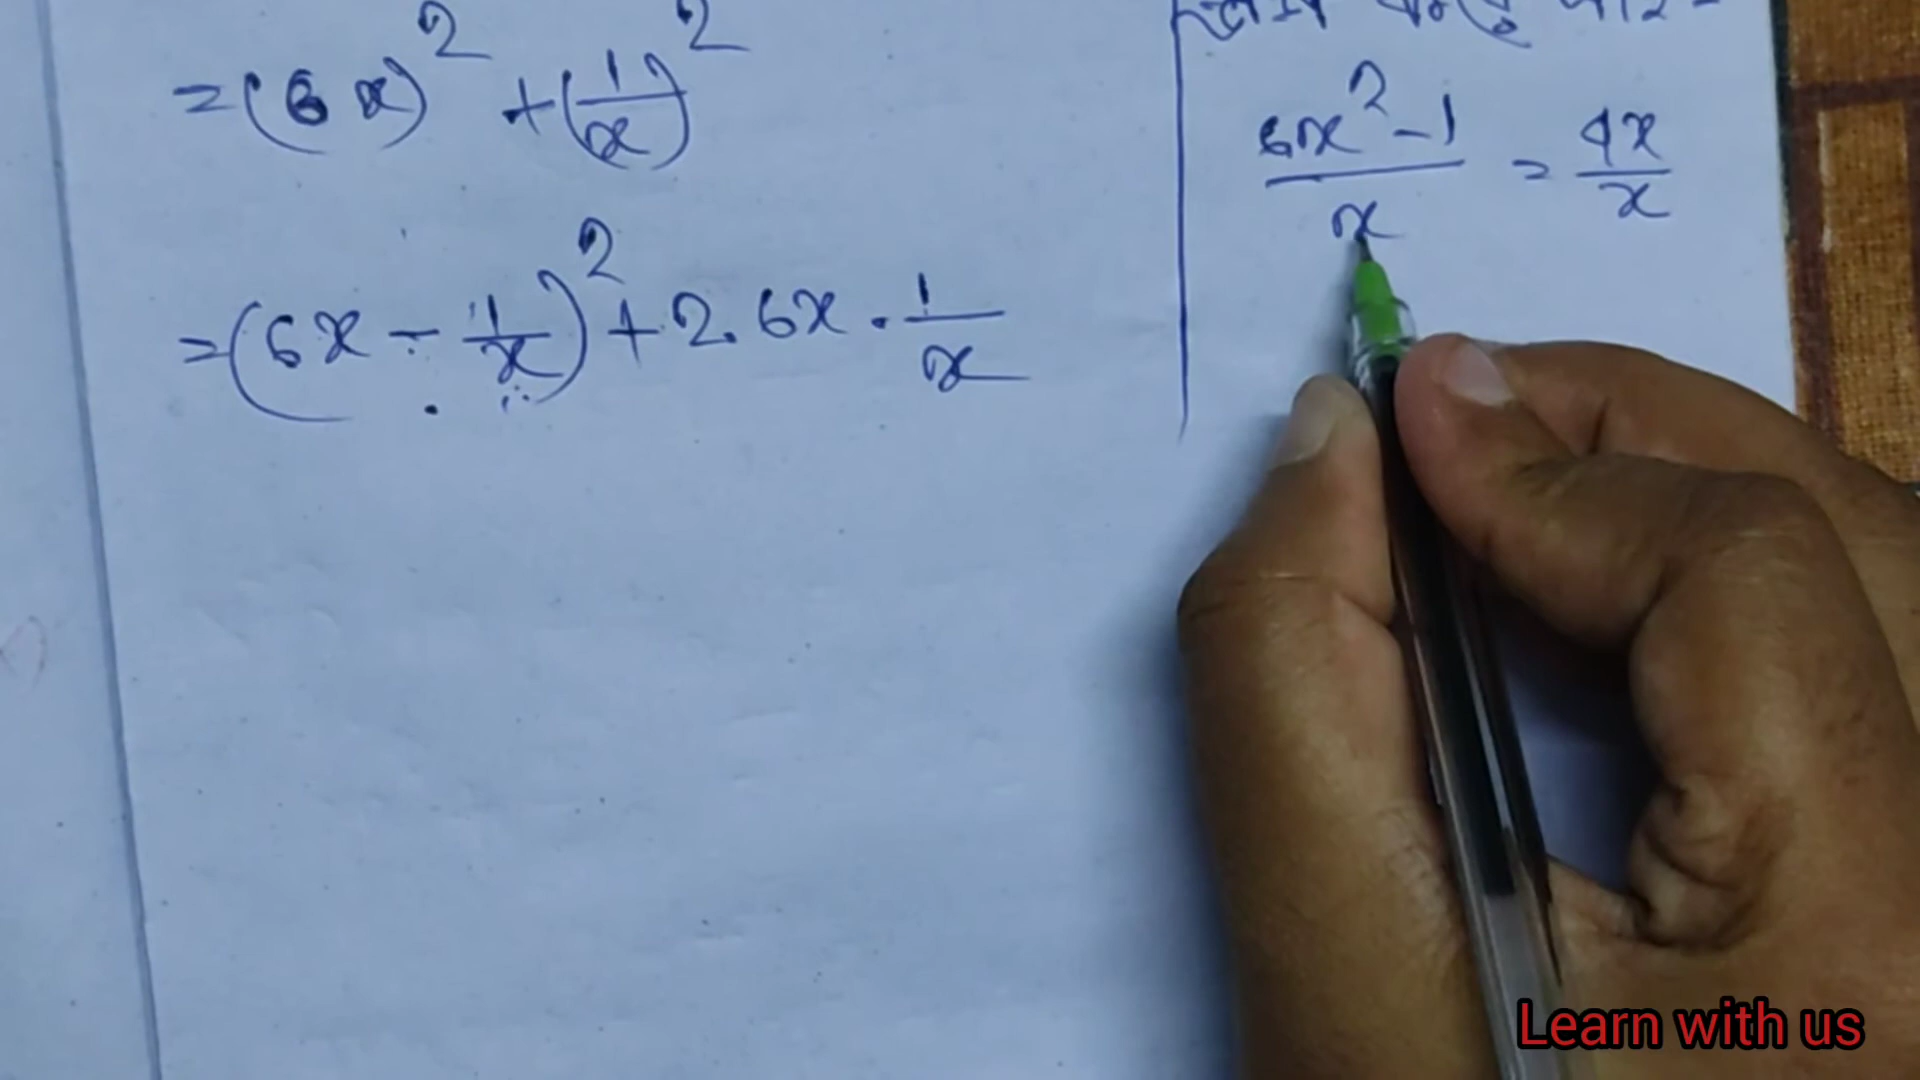 = (6x)² + (1/x)²
= (6x - 1/x)² + 2.6x . 1/x
(6x² - 1)/x = 4x/x
Learn with us